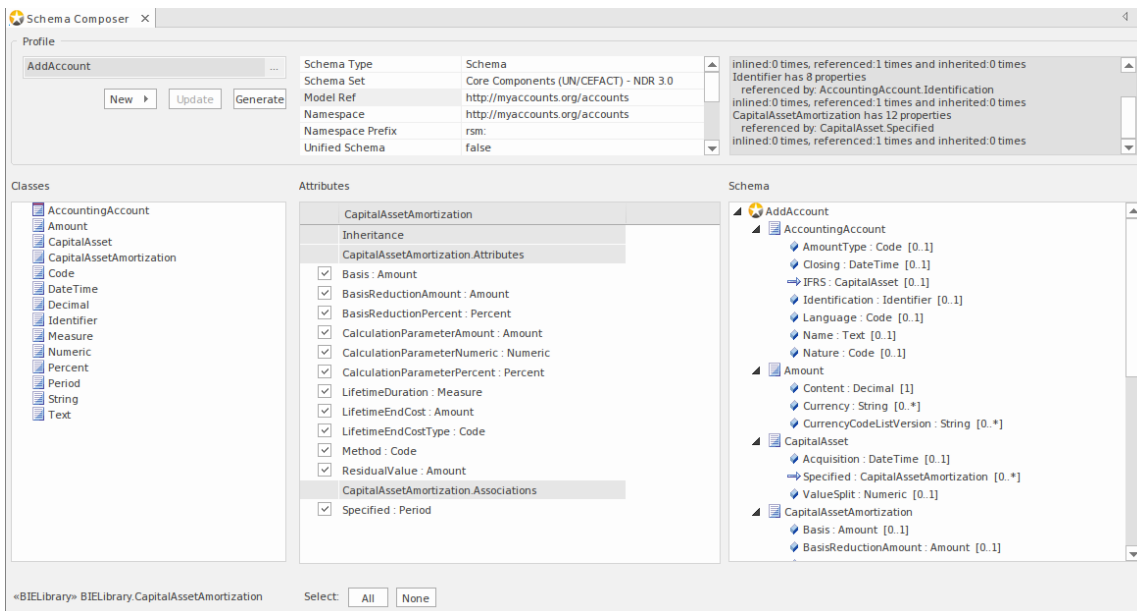 Schema Composer
Profile
AddAccount
...
New
Update
Generate
Schema Type Schema
Schema Set Core Components (UN/CEFACT) - NDR 3.0
Model Ref http://myaccounts.org/accounts
Namespace http://myaccounts.org/accounts
Namespace Prefix rsm:
Unified Schema false
inlined:0 times, referenced:1 times and inherited:0 times
Identifier has 8 properties
referenced by: AccountingAccount.Identification
inlined:0 times, referenced:1 times and inherited:0 times
CapitalAssetAmortization has 12 properties
referenced by: CapitalAsset.Specified
inlined:0 times, referenced:1 times and inherited:0 times
Classes
AccountingAccount
Amount
CapitalAsset
CapitalAssetAmortization
Code
DateTime
Decimal
Identifier
Measure
Numeric
Percent
Period
String
Text
Attributes
CapitalAssetAmortization
Inheritance
CapitalAssetAmortization.Attributes
Basis : Amount
BasisReductionAmount : Amount
BasisReductionPercent : Percent
CalculationParameterAmount : Amount
CalculationParameterNumeric : Numeric
CalculationParameterPercent : Percent
LifetimeDuration : Measure
LifetimeEndCost : Amount
LifetimeEndCostType : Code
Method : Code
ResidualValue : Amount
CapitalAssetAmortization.Associations
Specified : Period
Schema
AddAccount
AccountingAccount
AmountType : Code [0..1]
Closing : DateTime [0..1]
IFRS : CapitalAsset [0..1]
Identification : Identifier [0..1]
Language : Code [0..1]
Name : Text [0..1]
Nature : Code [0..1]
Amount
Content : Decimal [1]
Currency : String [0..*]
CurrencyCodeListVersion : String [0..*]
CapitalAsset
Acquisition : DateTime [0..1]
Specified : CapitalAssetAmortization [0..*]
ValueSplit : Numeric [0..1]
CapitalAssetAmortization
Basis : Amount [0..1]
BasisReductionAmount : Amount [0..1]
«BIELibrary» BIELibrary.CapitalAssetAmortization
Select: All None